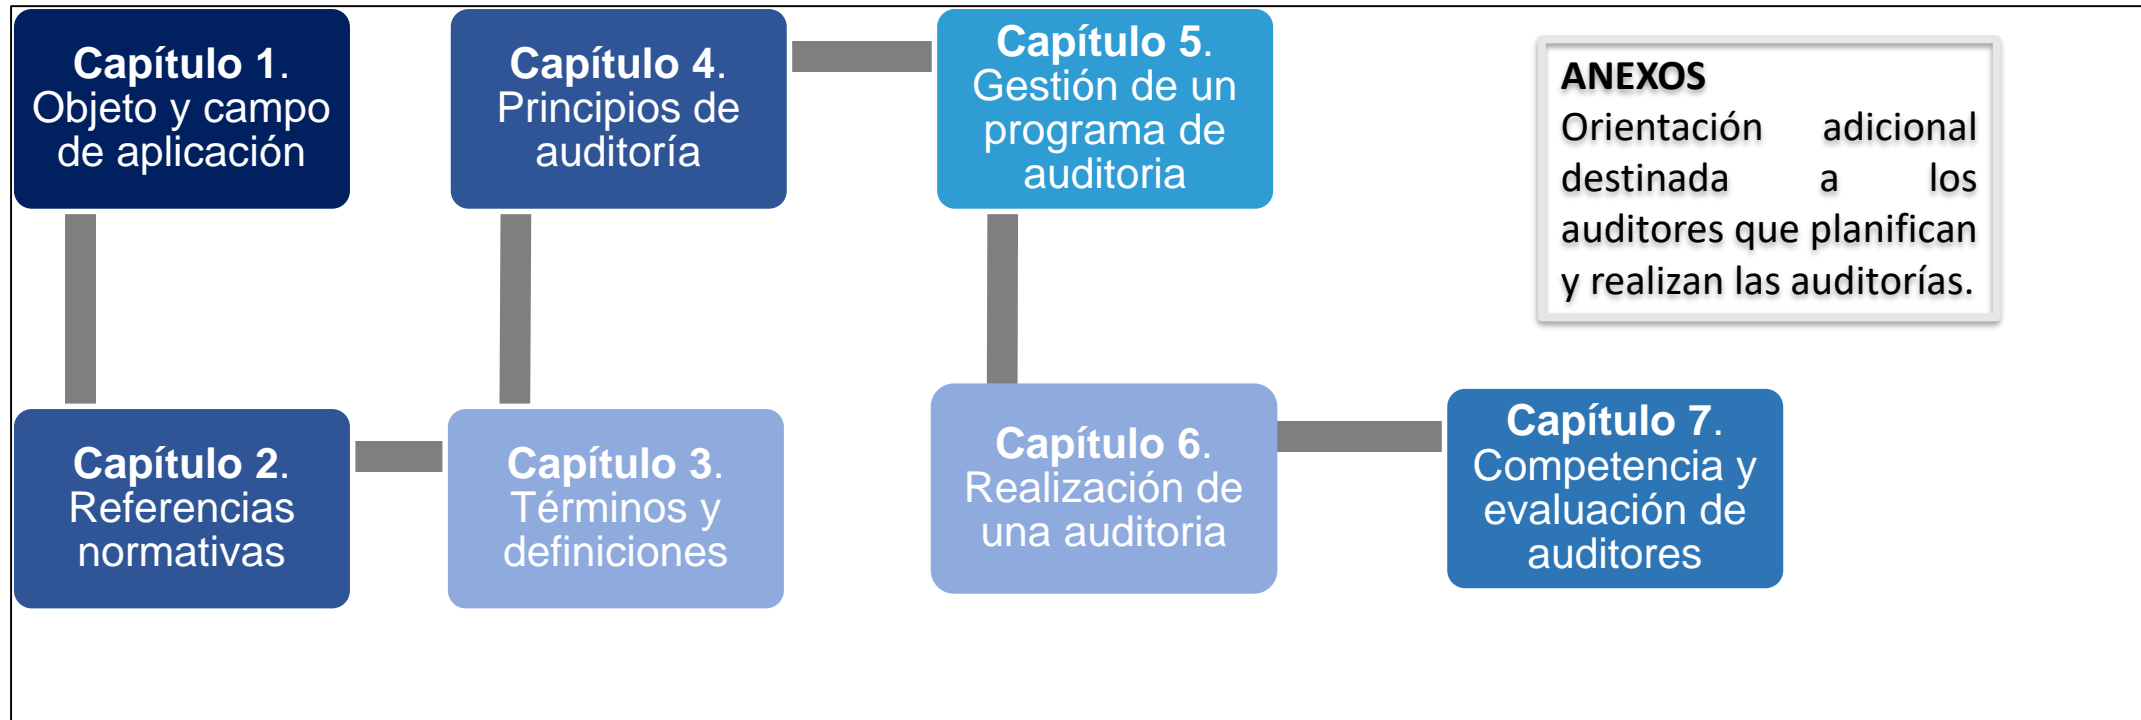 Capítulo 1.
Objeto y campo
de aplicación
Capítulo 2.
Referencias
normativas
Capítulo 3.
Términos y
definiciones
Capítulo 4.
Principios de
auditoría
Capítulo 5.
Gestión de un
programa de
auditoria
Capítulo 6.
Realización de
una auditoria
Capítulo 7.
Competencia y
evaluación de
auditores
ANEXOS
Orientación adicional
destinada a los
auditores que planifican
y realizan las auditorías.